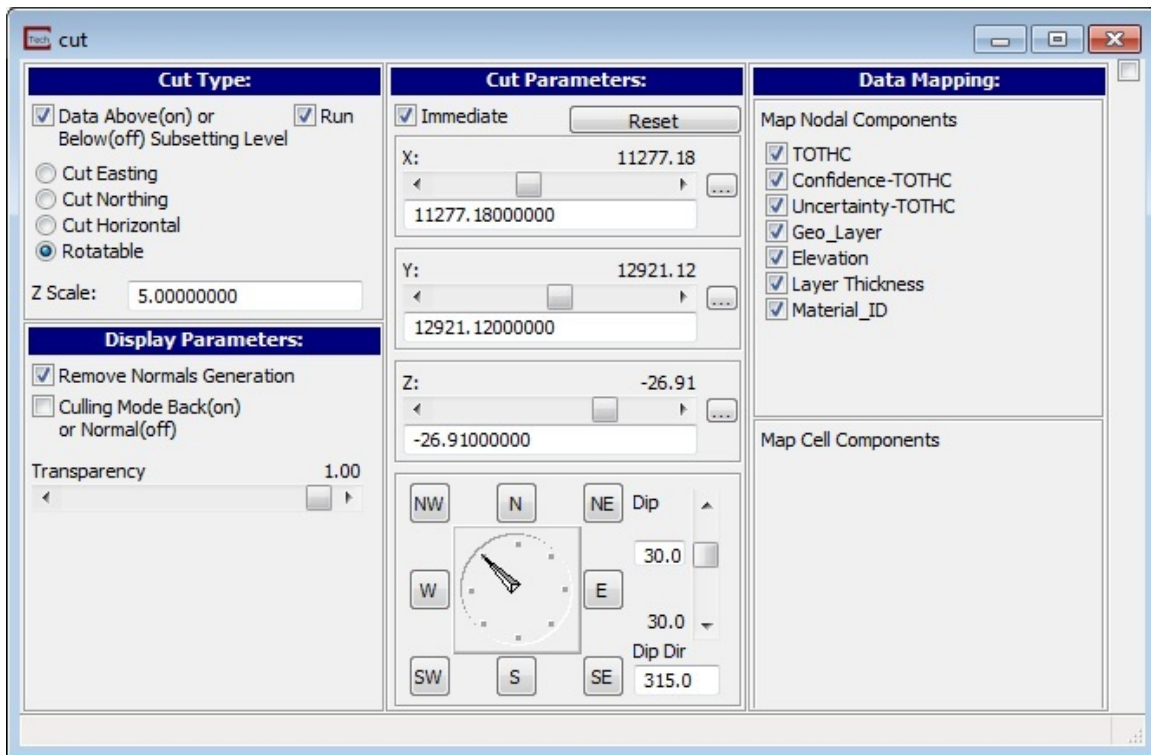 Tech cut
Cut Type:
Data Above(on) or
Below(off) Subsetting Level
Run
Cut Easting
Cut Northing
Cut Horizontal
Rotatable
Z Scale: 5.00000000
Display Parameters:
Remove Normals Generation
Culling Mode Back(on)
or Normal(off)
Transparency 1.00
Cut Parameters:
Immediate Reset
X: 11277.18
...
11277.18000000
Y: 12921.12
...
12921.12000000
Z: -26.91
...
-26.91000000
NW N NE Dip
30.0
W E
30.0
Dip Dir
SW S SE 315.0
Data Mapping:
Map Nodal Components
TOTHC
Confidence-TOTHC
Uncertainty-TOTHC
Geo_Layer
Elevation
Layer Thickness
Material_ID
Map Cell Components